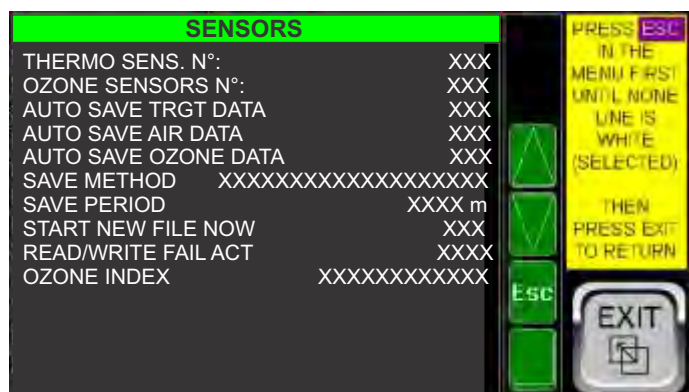 SENSORS
THERMO SENS. N°: XXX
OZONE SENSORS N°: XXX
AUTO SAVE TRGT DATA XXX
AUTO SAVE AIR DATA XXX
AUTO SAVE OZONE DATA XXX
SAVE METHOD XXXXXXXXXXXXXXXXXXX
SAVE PERIOD XXXX m
START NEW FILE NOW XXX
READ/WRITE FAIL ACT XXXX
OZONE INDEX XXXXXXXXXXXX
Esc
PRESS ESC
IN THE
MENU FIRST
UNTIL NONE
LINE IS
WHITE
(SELECTED)
THEN
PRESS EXIT
TO RETURN
EXIT